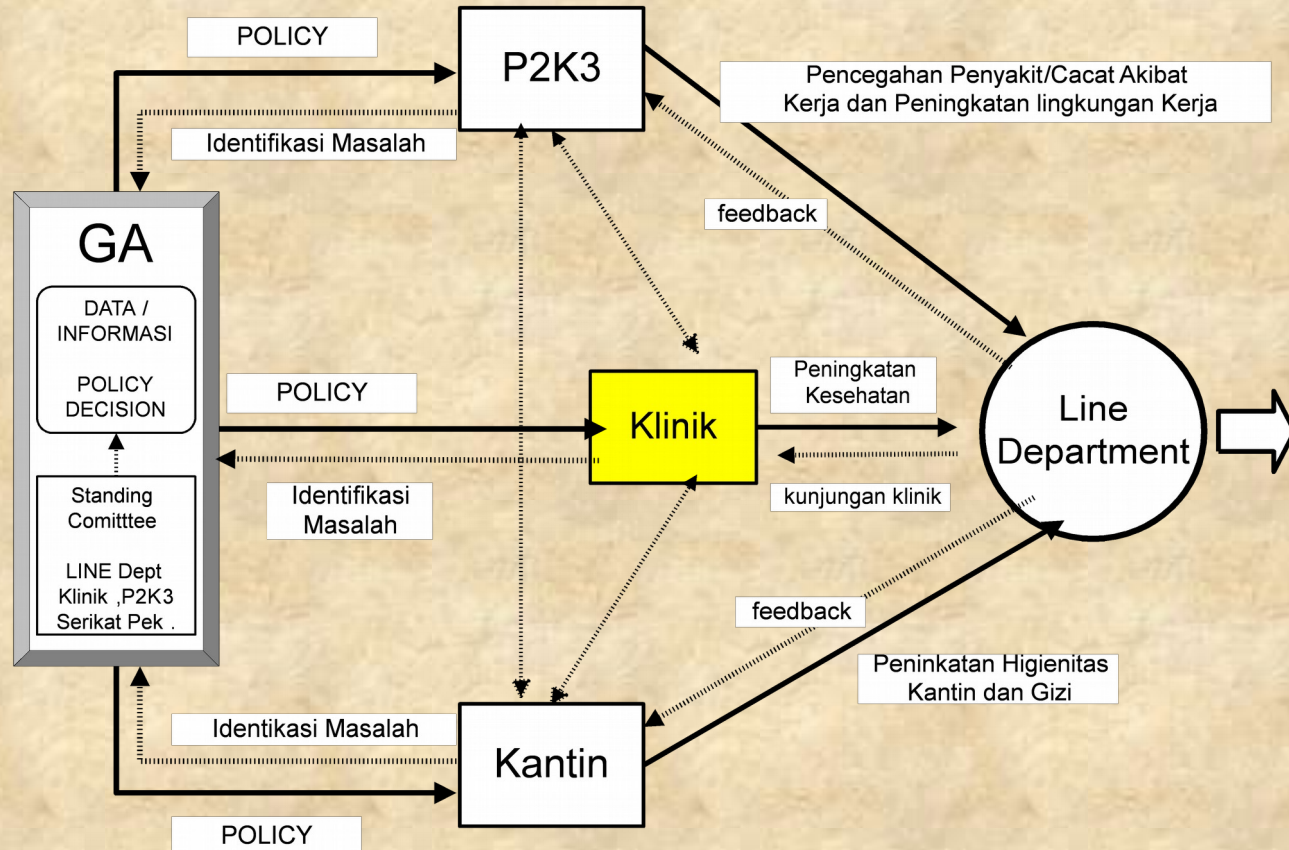 POLICY
P2K3
Pencegahan Penyakit/Cacat Akibat
Kerja dan Peningkatan lingkungan Kerja
Identifikasi Masalah
feedback
GA
DATA /
INFORMASI
POLICY
DECISION
Standing
Comitttee
LINE Dept
Klinik ,P2K3
Serikat Pek .
POLICY
Identifikasi
Masalah
Klinik
Peningkatan
Kesehatan
kunjungan klinik
Line
Department
feedback
Peninkatan Higienitas
Kantin dan Gizi
Identikasi Masalah
Kantin
POLICY